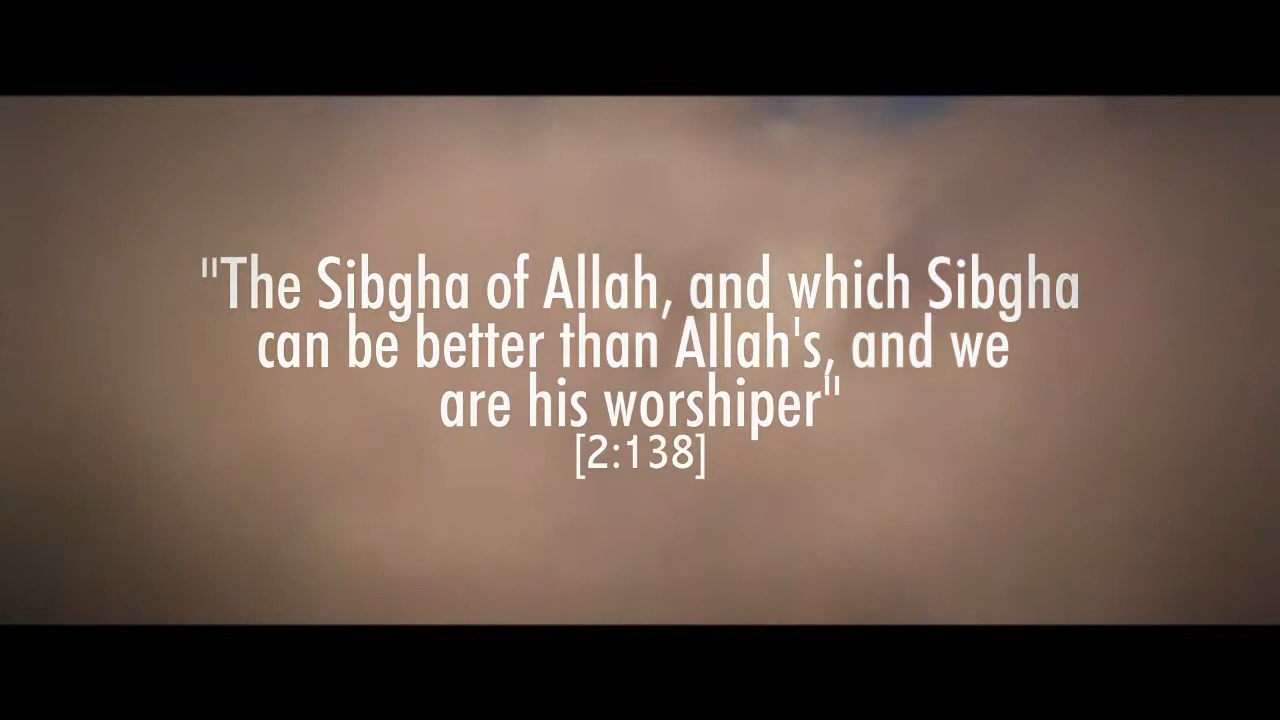 "The Sibgha of Allah, and which Sibgha
can be better than Allah's, and we
are his worshiper"
[2:138]